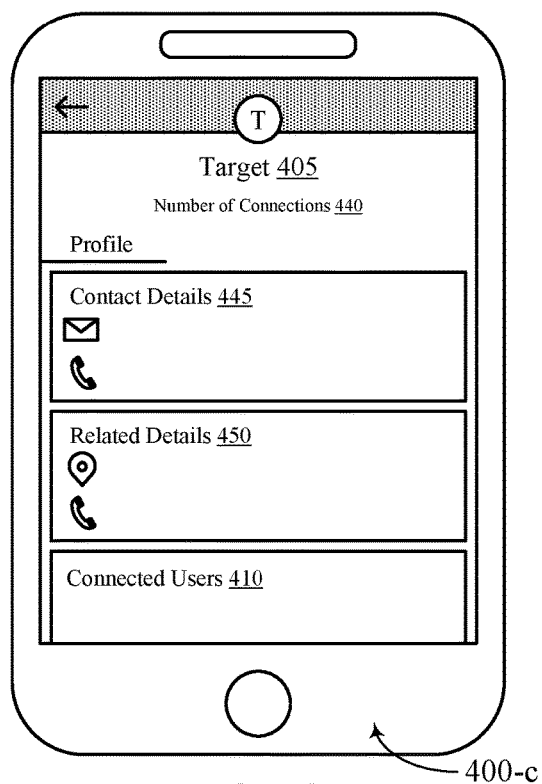 T
Target 405
Number of Connections 440
Profile
Contact Details 445
Related Details 450
Connected Users 410
400-c